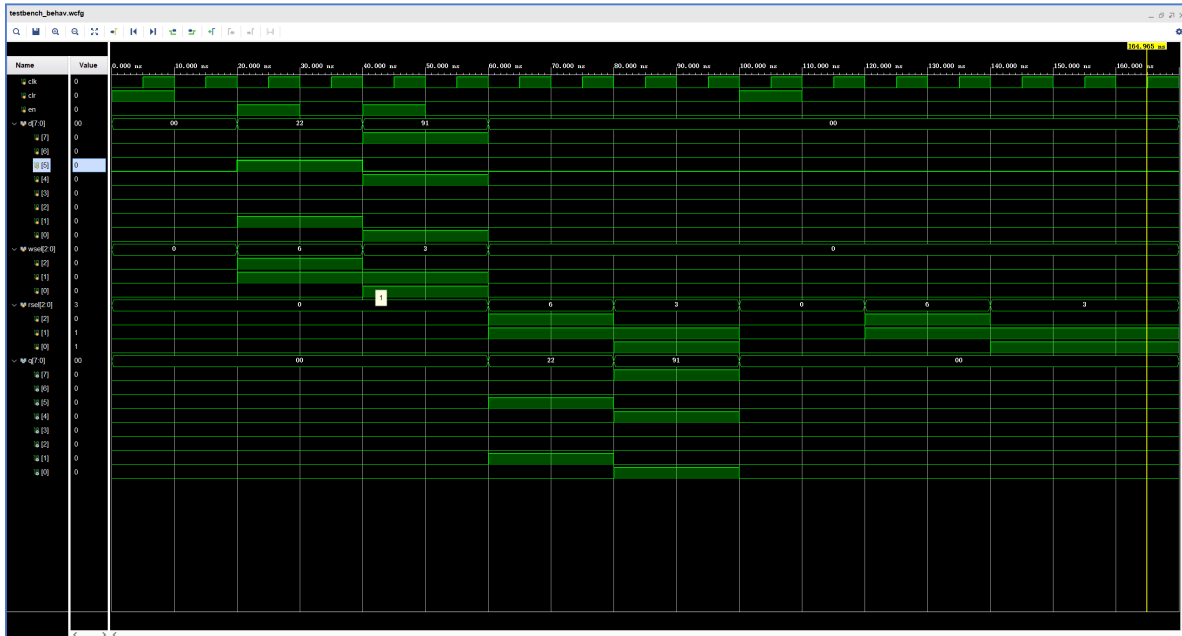 testbench_behav.wcfg
164.965 ns
Name Value 0.000 ns 10.000 ns 20.000 ns 30.000 ns 40.000 ns 50.000 ns 60.000 ns 70.000 ns 80.000 ns 90.000 ns 100.000 ns 110.000 ns 120.000 ns 130.000 ns 140.000 ns 150.000 ns 160.000 ns
clk 0
clr 0
en 0
d[7:0] 00 00 22 91 00
[7] 0
[6] 0
[5] 0
[4] 0
[3] 0
[2] 0
[1] 0
[0] 0
wsel[2:0] 0 0 6 3 0
[2] 0
[1] 0
[0] 0
1
rsel[2:0] 3 0 6 3 0 6 3
[2] 0
[1] 1
[0] 1
q[7:0] 00 00 22 91 00
[7] 0
[6] 0
[5] 0
[4] 0
[3] 0
[2] 0
[1] 0
[0] 0